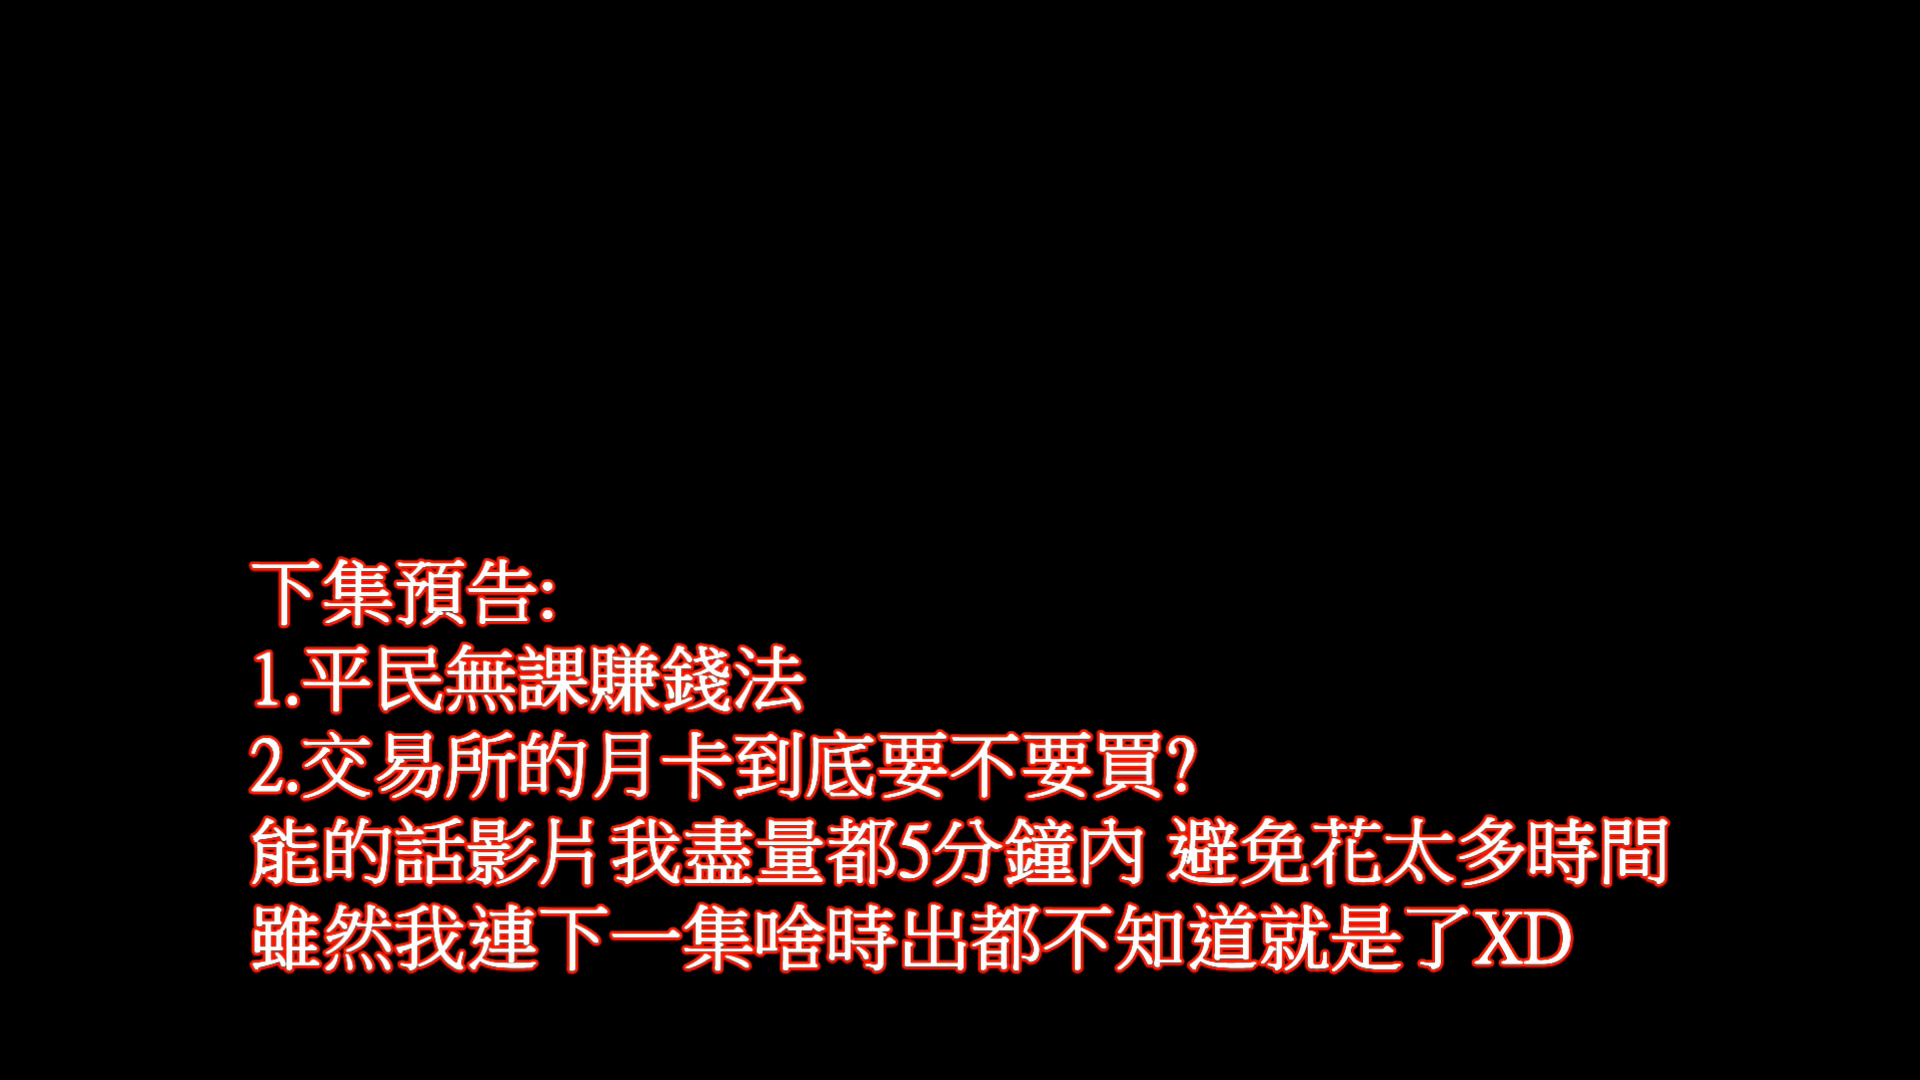 下集預告:
1.平民無課賺錢法
2.交易所的月卡到底要不要買?
能的話影片我盡量都5分鐘內 避免花太多時間
雖然我連下一集啥時出都不知道就是了XD